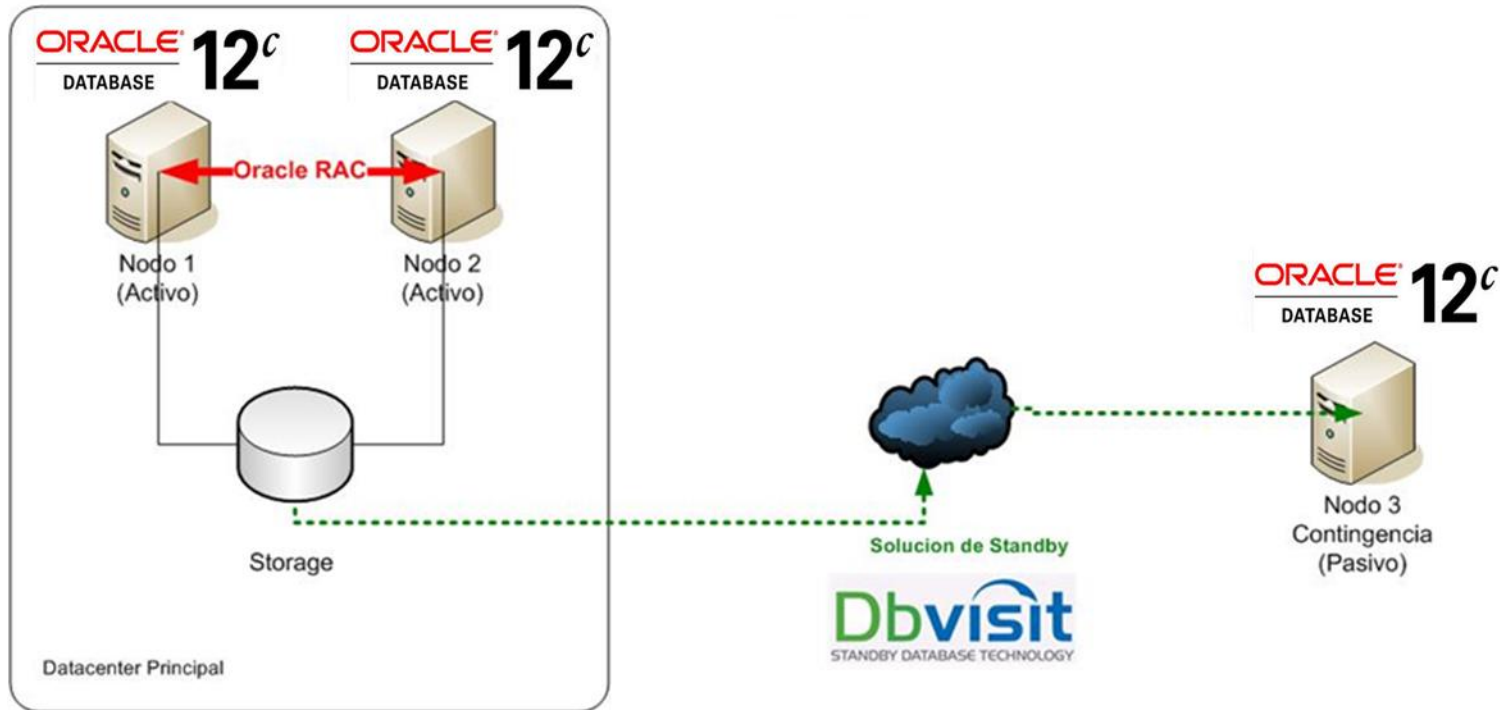 ORACLE® 12c
DATABASE
ORACLE® 12c
DATABASE
Oracle RAC
Nodo 1
(Activo)
Nodo 2
(Activo)
Storage
Datacenter Principal
Solucion de Standby
Dbvisit
STANDBY DATABASE TECHNOLOGY
ORACLE® 12c
DATABASE
Nodo 3
Contingencia
(Pasivo)